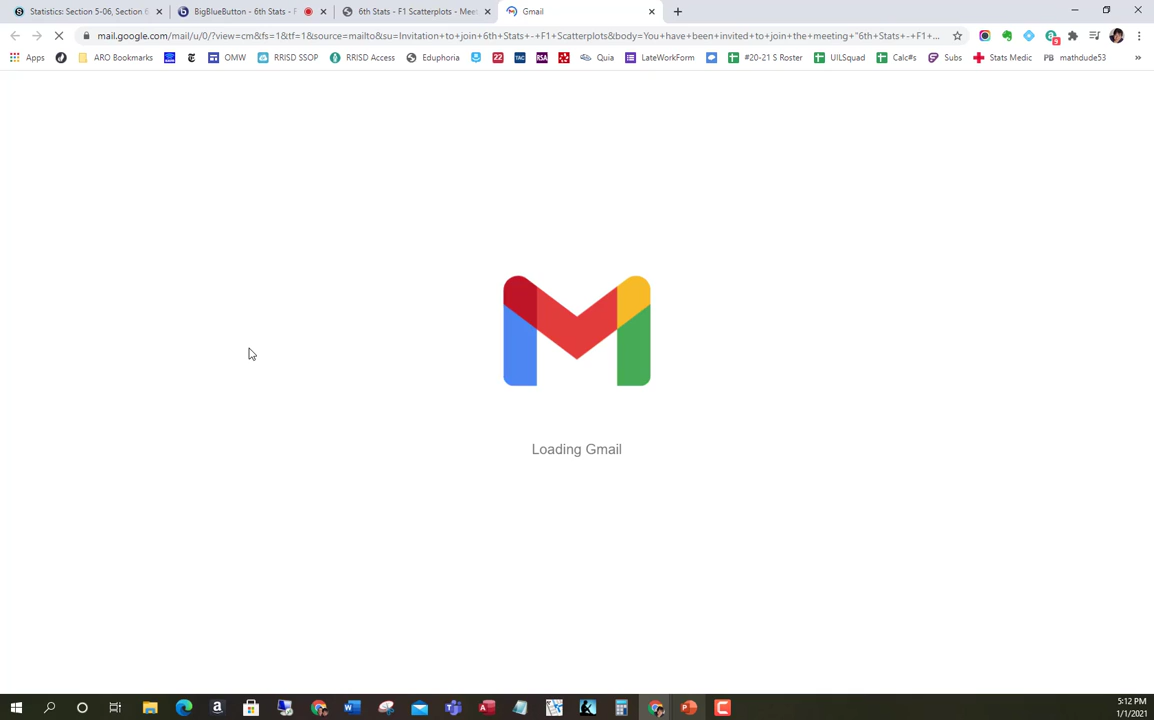 Statistics: Section 5-06, Section 6
BigBlueButton - 6th Stats - F
6th Stats - F1 Scatterplots - Mee
Gmail
mail.google.com/mail/u/0/?view=cm&fs=1&tf=1&source=mailto&su=Invitation+to+join+6th+Stats+-+F1+Scatterplots&body=You+have+been+invited+to+join+the+meeting+"6th+Stats+-+F1+...
9
Apps
ARO Bookmarks
OMW
RRISD SSOP
RRISD Access
Eduphoria
22
TAC
RSA
Quia
LateWorkForm
#20-21 S Roster
UILSquad
Calc#s
Subs
Stats Medic
PB mathdude53
»
Loading Gmail
5:12 PM
1/1/2021